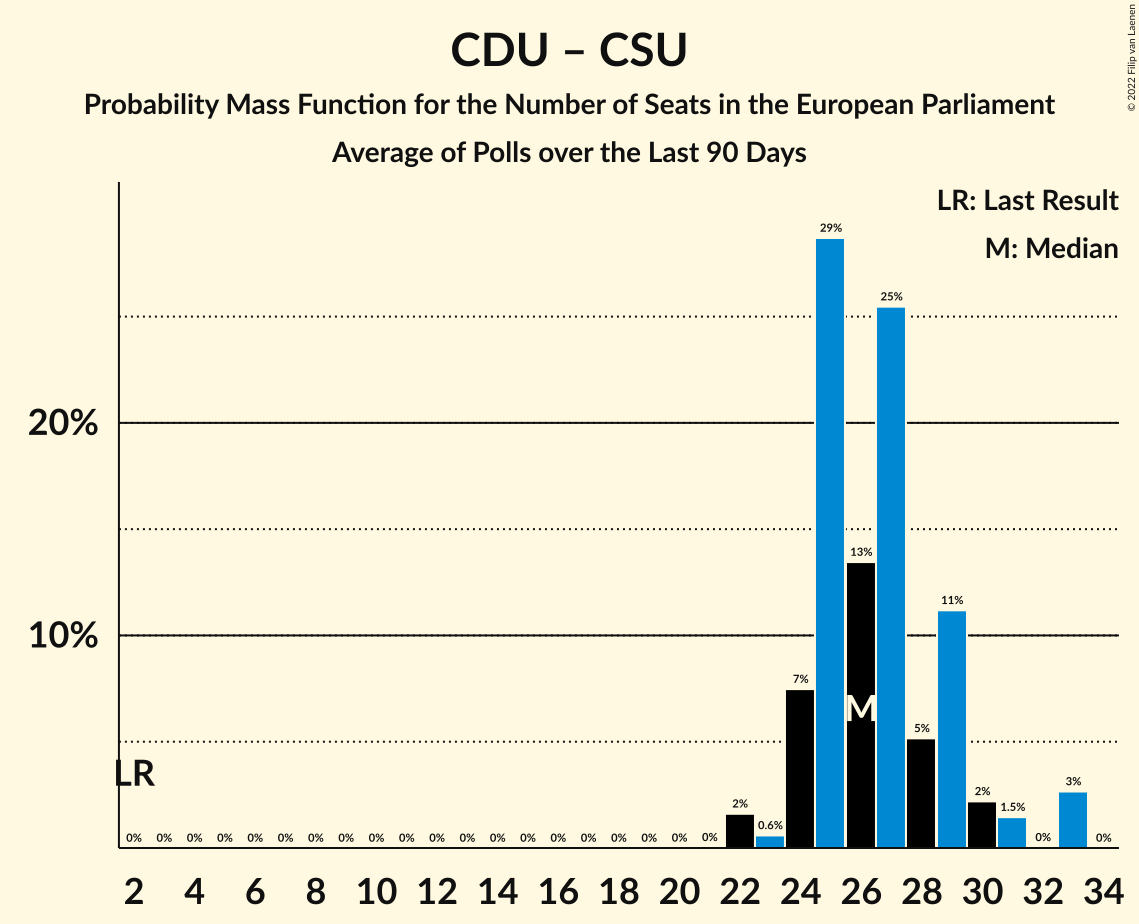 CDU – CSU
Probability Mass Function for the Number of Seats in the European Parliament
Average of Polls over the Last 90 Days
© 2022 Filip van Laenen
LR: Last Result
M: Median
20%
10%
29%
25%
13%
11%
7%
M
5%
LR
3%
2%
2%
1.5%
0.6%
0% 0% 0% 0% 0% 0% 0% 0% 0% 0% 0% 0% 0% 0% 0% 0% 0% 0% 0% 0% 0% 0%
2 4 6 8 10 12 14 16 18 20 22 24 26 28 30 32 34